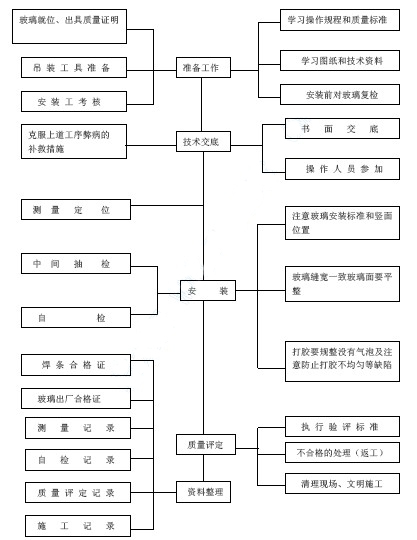 玻璃就位、出具质量证明
吊装工具准备
安装工考核
克服上道工序弊病的
补救措施
测量定位
中间抽检
自检
焊条合格证
玻璃出厂合格证
测量记录
自检记录
质量评定记录
施工记录
准备工作
技术交底
安装
质量评定
资料整理
学习操作规程和质量标准
学习图纸和技术资料
安装前对玻璃复检
书面交底
操作人员参加
注意玻璃安装标准和竖面
位置
玻璃缝宽一致玻璃面要平
整
打胶要规整没有气泡及注
意防止打胶不均匀等缺陷
执行验评标准
不合格的处理（返工）
清理现场、文明施工